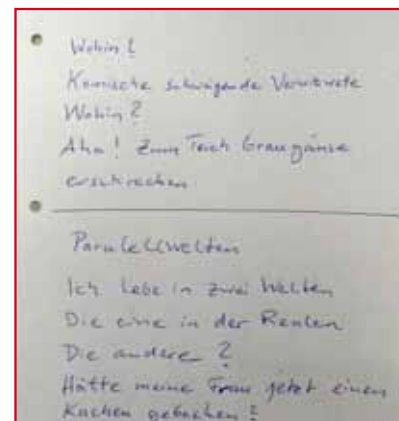 Wohin?
Komische schweigende Verwitwete
Wohin?
Aha! Zum Teich Graugänse
erschrecken
Parallelwelten
Ich lebe in zwei Welten
Die eine in der Realen
Die andere?
Hätte meine Frau jetzt einen
Kuchen gebacken?